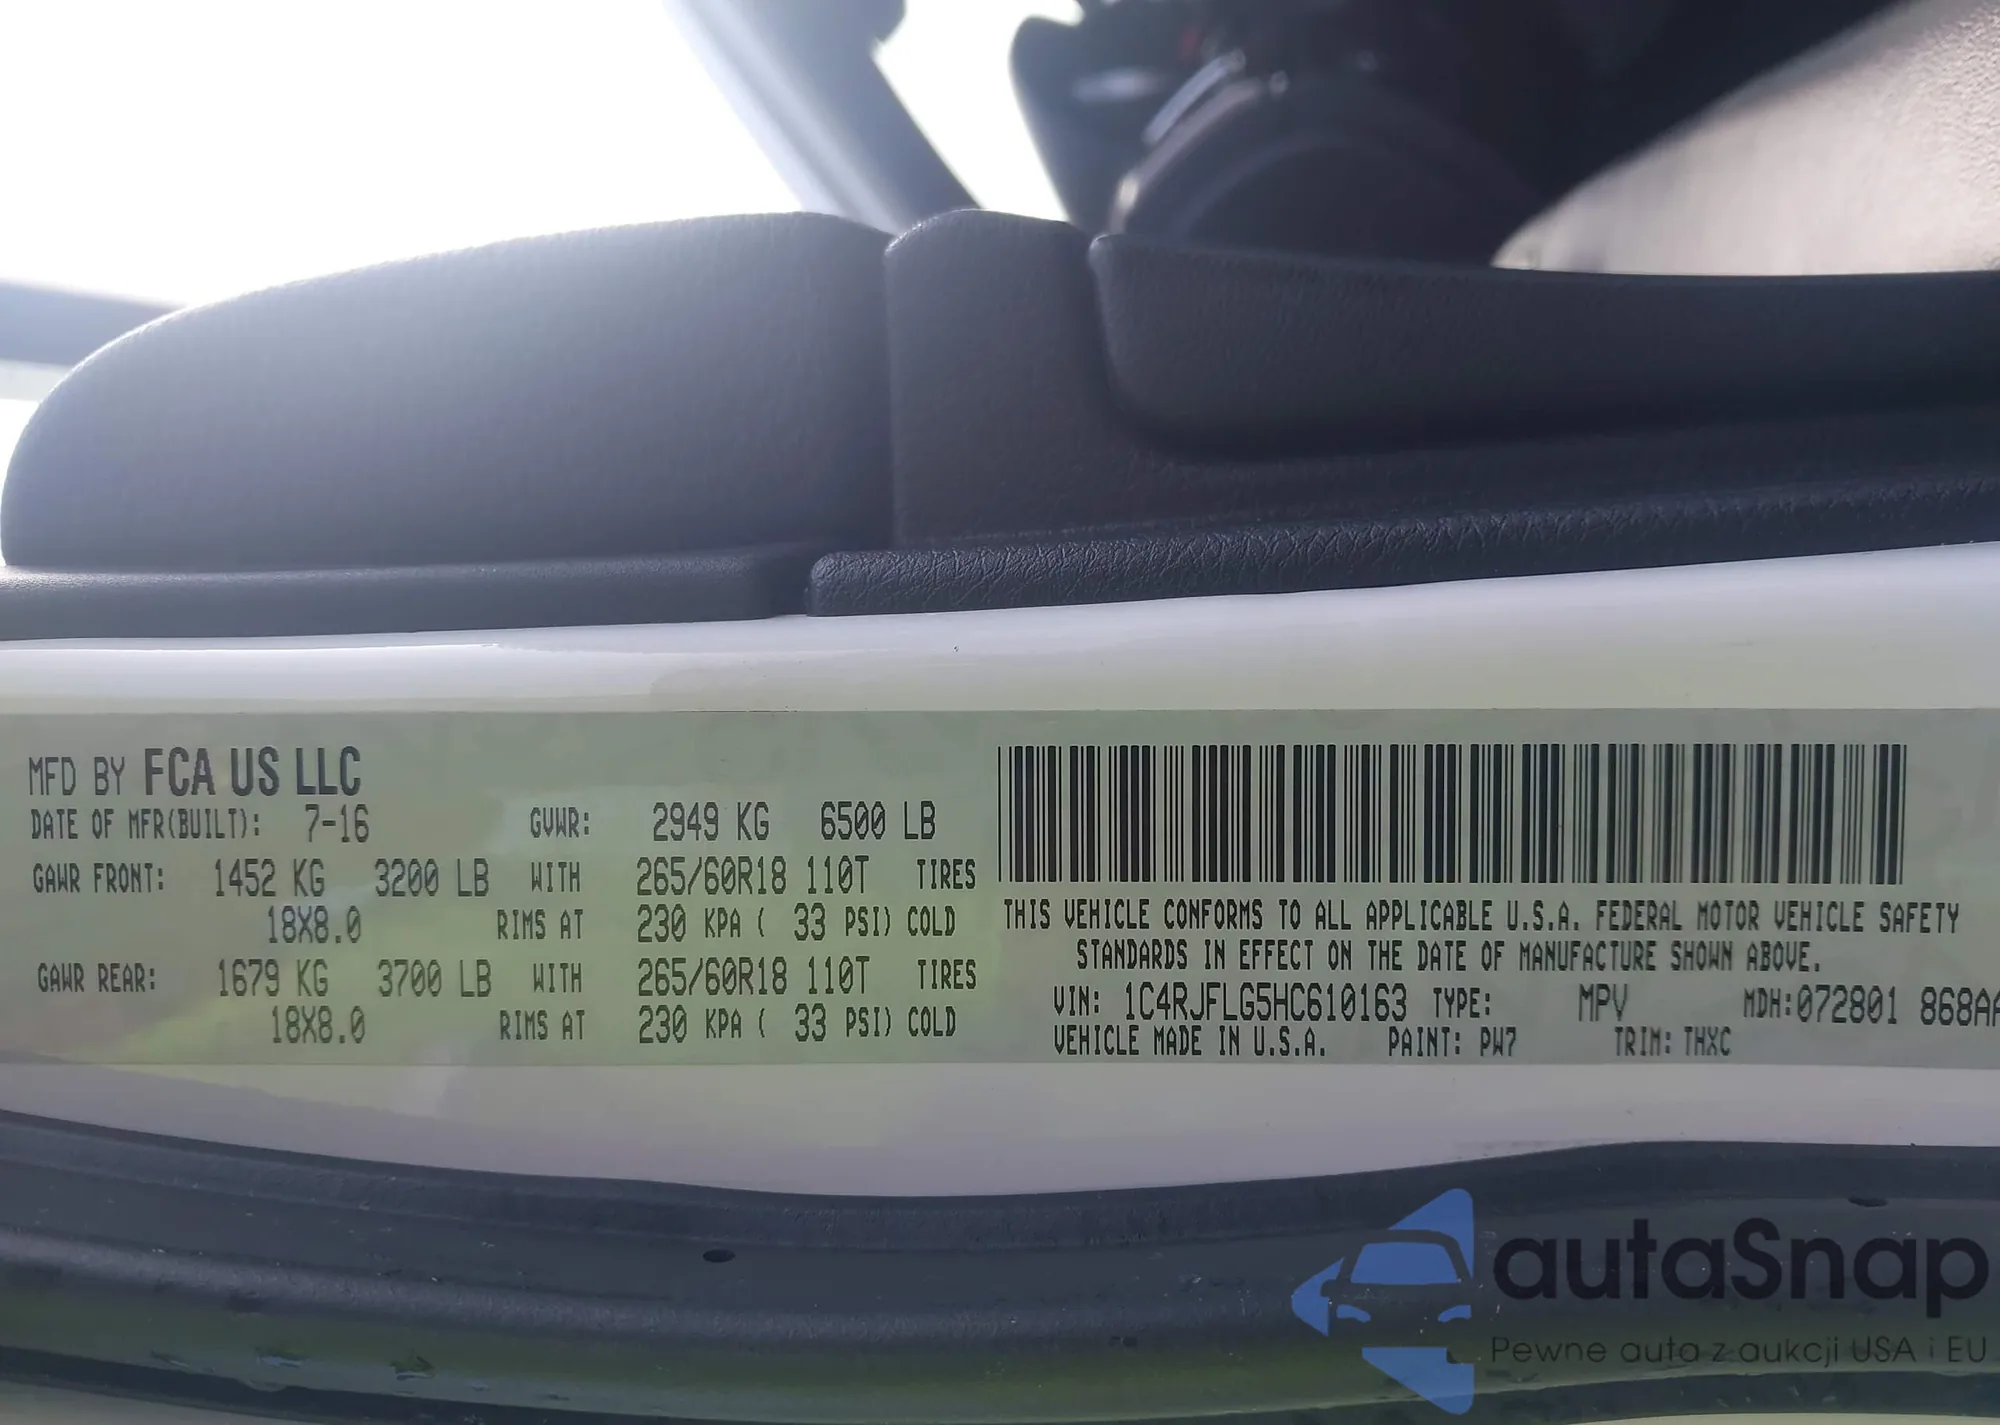 MFD BY FCA US LLC
DATE OF MFR(BUILT): 7-16 GVWR: 2949 KG 6500 LB
GAWR FRONT: 1452 KG 3200 LB WITH 265/60R18 110T TIRES
18X8.0 RIMS AT 230 KPA ( 33 PSI) COLD
GAWR REAR: 1679 KG 3700 LB WITH 265/60R18 110T TIRES
18X8.0 RIMS AT 230 KPA ( 33 PSI) COLD
THIS VEHICLE CONFORMS TO ALL APPLICABLE U.S.A. FEDERAL MOTOR VEHICLE SAFETY
STANDARDS IN EFFECT ON THE DATE OF MANUFACTURE SHOWN ABOVE.
VIN: 1C4RJFLG5HC610163 TYPE: MPV MDH:072801 868AA
VEHICLE MADE IN U.S.A. PAINT: PW7 TRIM: THXC
autaSnap
Pewne auta z aukcji USA i EU